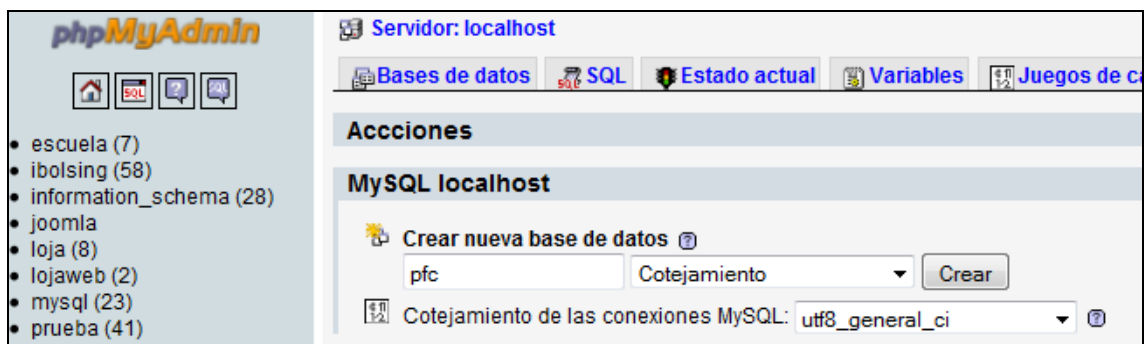 phpMyAdmin
SQL
SQL
escuela (7)
ibolsing (58)
information_schema (28)
joomla
loja (8)
lojaweb (2)
mysql (23)
prueba (41)
Servidor: localhost
Bases de datos SQL Estado actual Variables Juegos de ca
Accciones
MySQL localhost
Crear nueva base de datos
pfc Cotejamiento Crear
Cotejamiento de las conexiones MySQL: utf8_general_ci